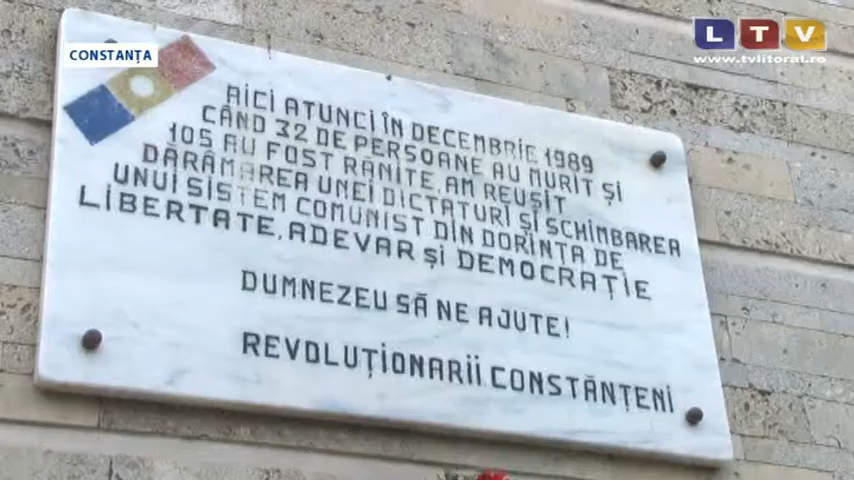 CONSTANȚA
LTV
www.tvlitoral.ro
AICI ATUNCI ÎN DECEMBRIE 1989
CÂND 32 DE PERSOANE AU MURIT ȘI
105 AU FOST RĂNITE, AM REUȘIT
DĂRÂMAREA UNEI DICTATURI ȘI SCHIMBAREA
UNUI SISTEM COMUNIST DIN DORINȚA DE
LIBERTATE, ADEVAR ȘI DEMOCRAȚIE
DUMNEZEU SĂ NE AJUTE!
REVOLUȚIONARII CONSTĂNȚENI